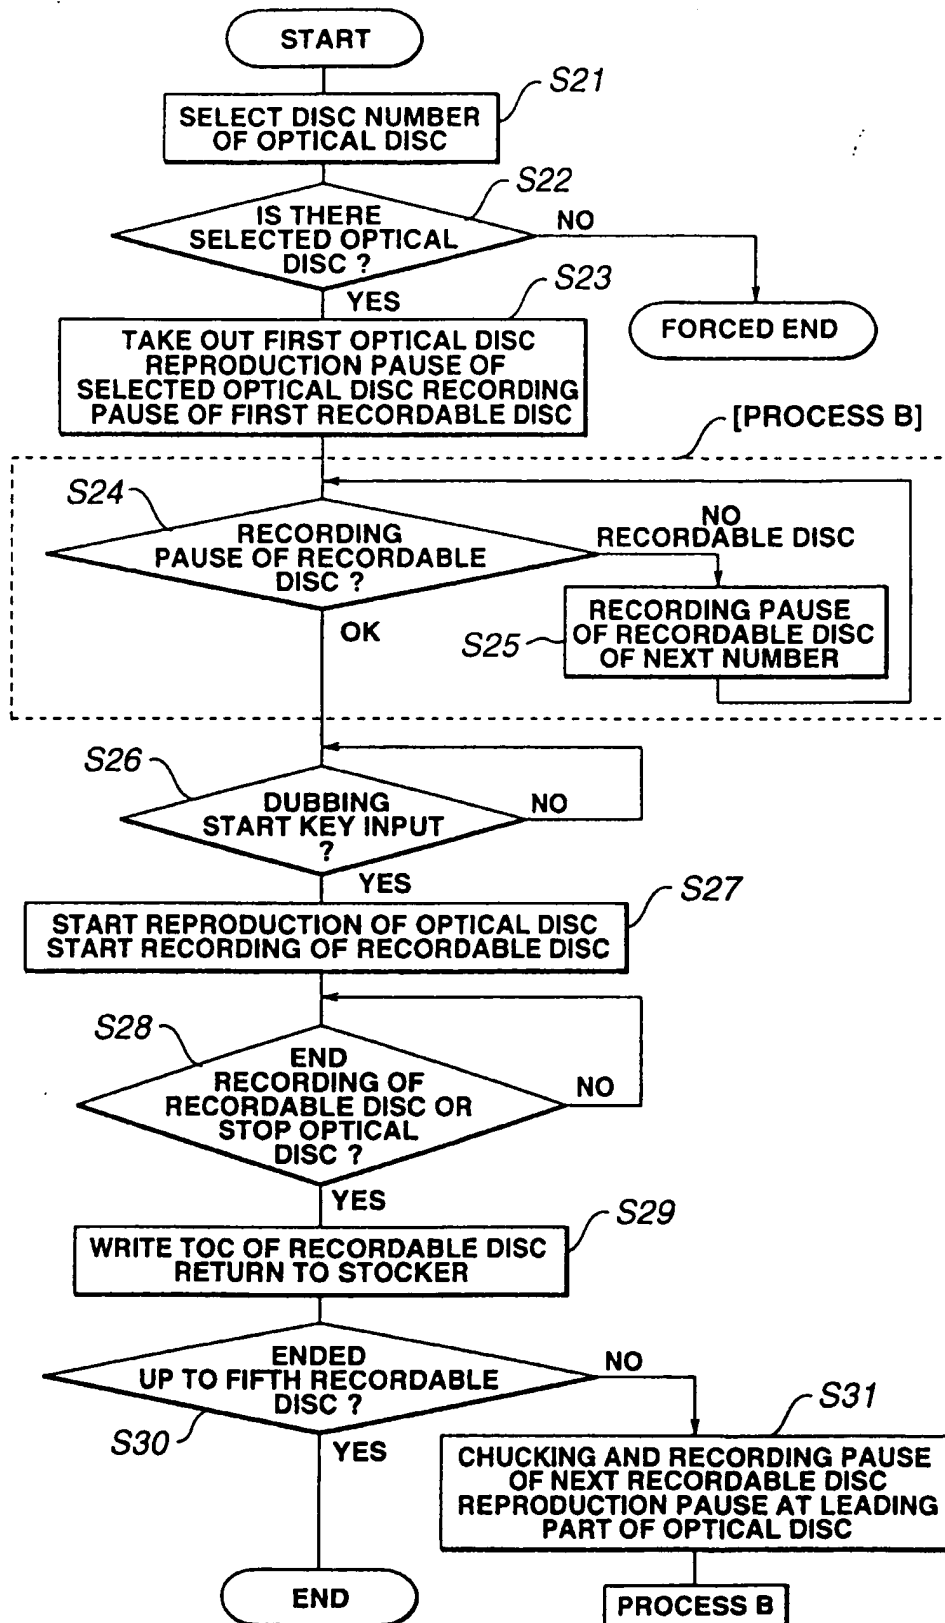 START
S21
SELECT DISC NUMBER
OF OPTICAL DISC
S22
IS THERE
SELECTED OPTICAL
DISC ?
NO
YES
S23
FORCED END
TAKE OUT FIRST OPTICAL DISC
REPRODUCTION PAUSE OF
SELECTED OPTICAL DISC RECORDING
PAUSE OF FIRST RECORDABLE DISC
[PROCESS B]
S24
RECORDING
PAUSE OF RECORDABLE
DISC ?
NO
RECORDABLE DISC
OK
S25
RECORDING PAUSE
OF RECORDABLE DISC
OF NEXT NUMBER
S26
DUBBING
START KEY INPUT
?
NO
YES
S27
START REPRODUCTION OF OPTICAL DISC
START RECORDING OF RECORDABLE DISC
S28
END
RECORDING OF
RECORDABLE DISC OR
STOP OPTICAL
DISC ?
NO
YES
S29
WRITE TOC OF RECORDABLE DISC
RETURN TO STOCKER
ENDED
UP TO FIFTH RECORDABLE
DISC ?
NO
S30
YES
S31
CHUCKING AND RECORDING PAUSE
OF NEXT RECORDABLE DISC
REPRODUCTION PAUSE AT LEADING
PART OF OPTICAL DISC
END
PROCESS B